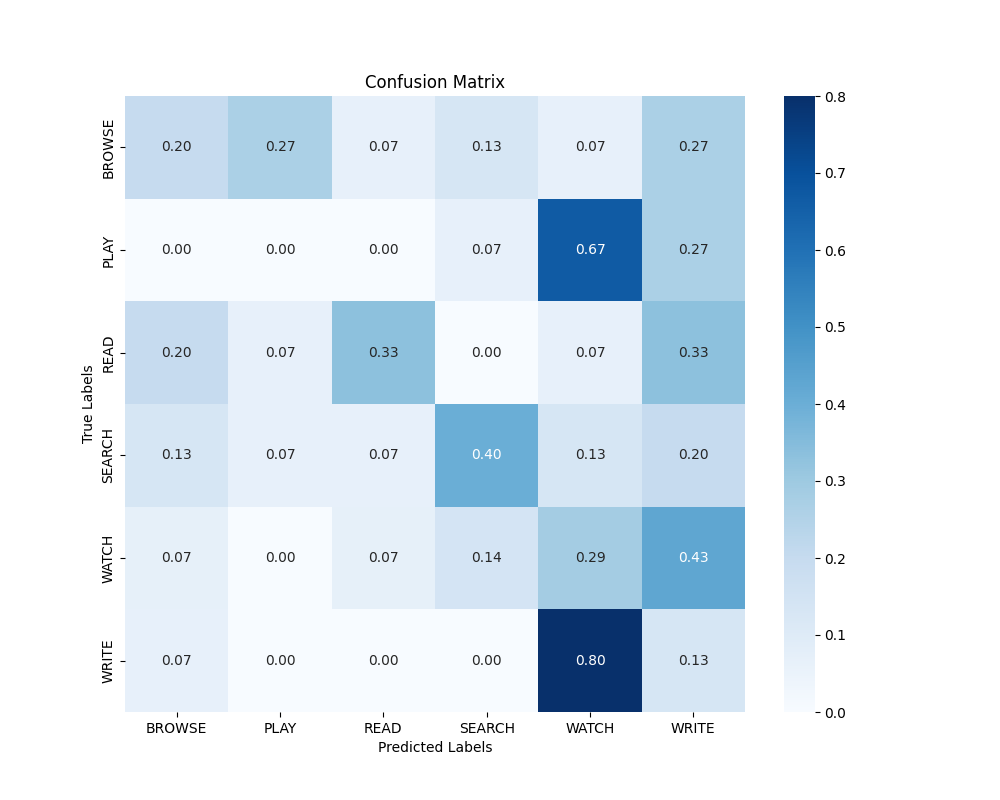 Confusion Matrix
BROWSE 0.20 0.27 0.07 0.13 0.07 0.27
PLAY 0.00 0.00 0.00 0.07 0.67 0.27
READ 0.20 0.07 0.33 0.00 0.07 0.33
SEARCH 0.13 0.07 0.07 0.40 0.13 0.20
WATCH 0.07 0.00 0.07 0.14 0.29 0.43
WRITE 0.07 0.00 0.00 0.00 0.80 0.13
True Labels
BROWSE PLAY READ SEARCH WATCH WRITE
Predicted Labels
0.8
0.7
0.6
0.5
0.4
0.3
0.2
0.1
0.0